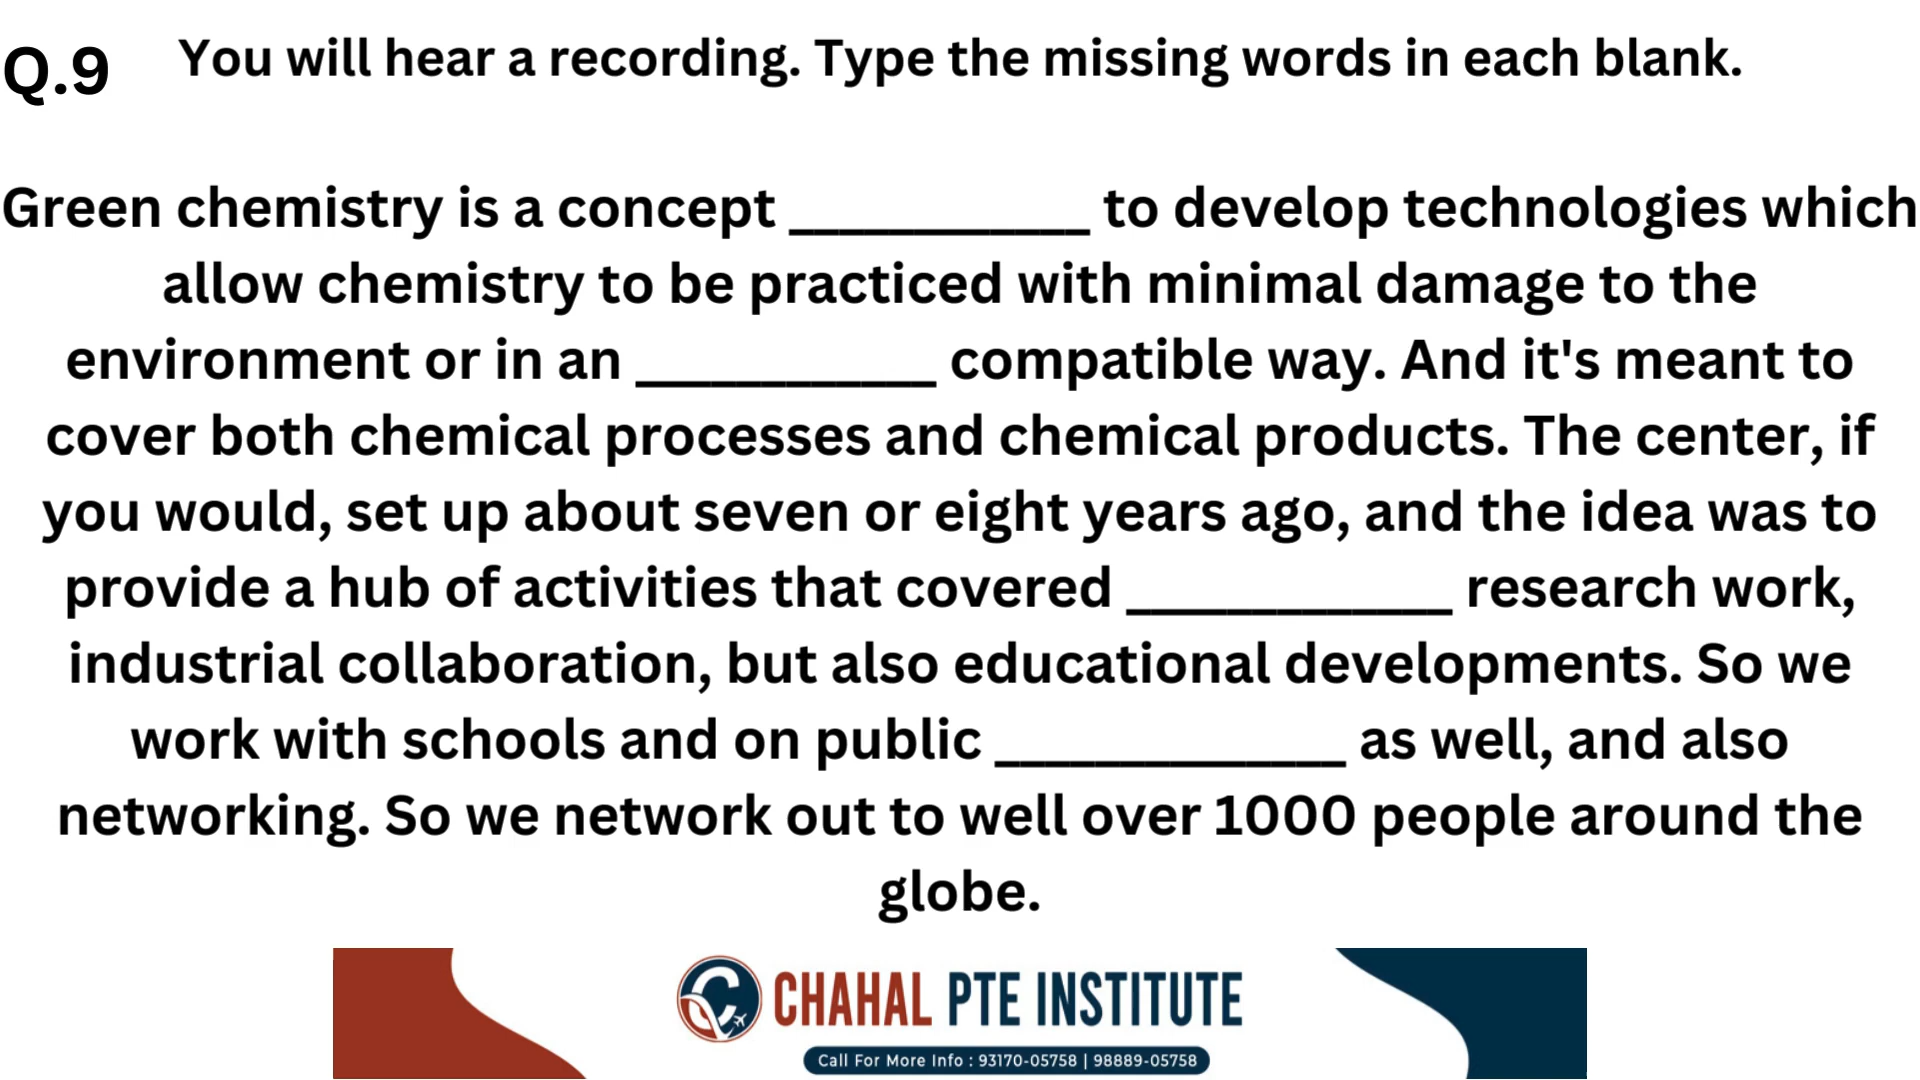 Q.9 You will hear a recording. Type the missing words in each blank.
Green chemistry is a concept ____________ to develop technologies which
allow chemistry to be practiced with minimal damage to the
environment or in an ____________ compatible way. And it's meant to
cover both chemical processes and chemical products. The center, if
you would, set up about seven or eight years ago, and the idea was to
provide a hub of activities that covered _____________ research work,
industrial collaboration, but also educational developments. So we
work with schools and on public ______________ as well, and also
networking. So we network out to well over 1000 people around the
globe.
CHAHAL PTE INSTITUTE
Call For More Info : 93170-05758 | 98889-05758